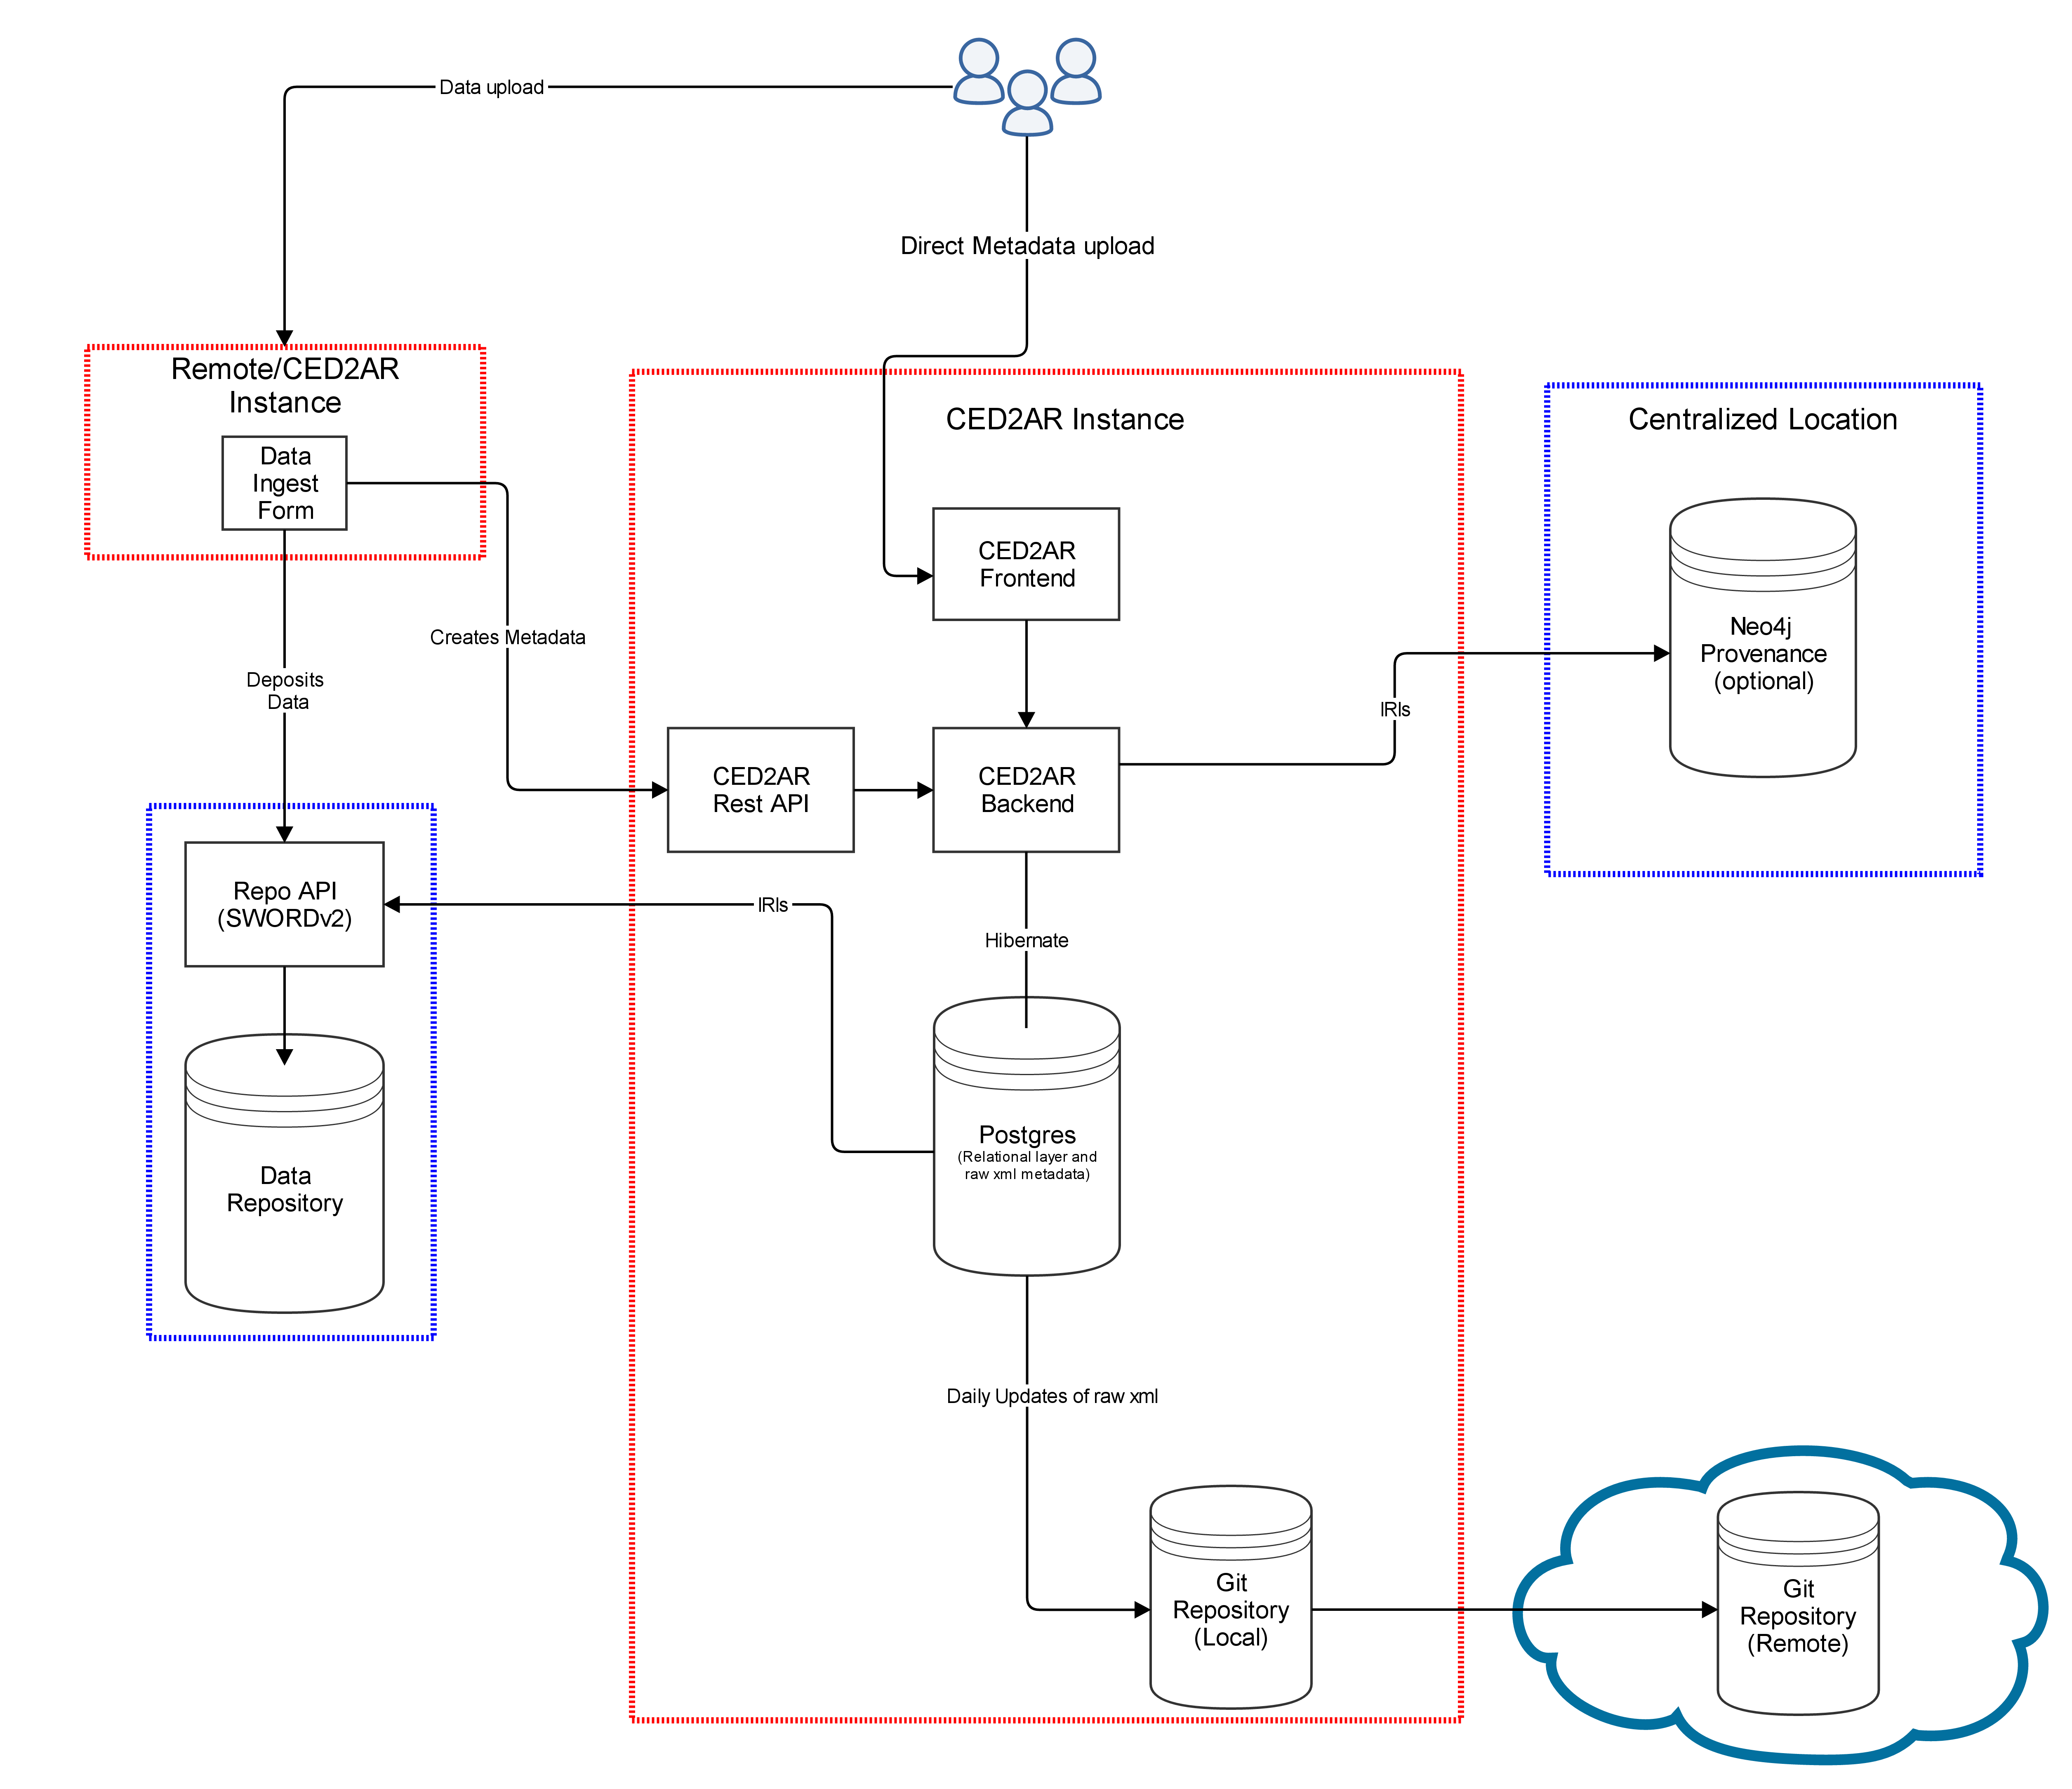 Data upload
Direct Metadata upload
Remote/CED2AR
Instance
Data
Ingest
Form
CED2AR Instance
Centralized Location
CED2AR
Frontend
Neo4j
Provenance
(optional)
Creates Metadata
Deposits
Data
IRIs
CED2AR
Rest API
CED2AR
Backend
Repo API
(SWORDv2)
IRIs
Hibernate
Postgres
(Relational layer and
raw xml metadata)
Data
Repository
Daily Updates of raw xml
Git
Repository
(Local)
Git
Repository
(Remote)